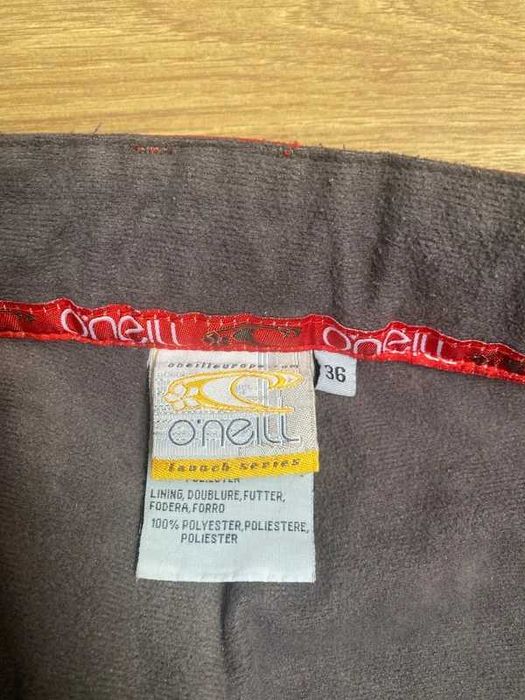 O'NEILL O'NEILL
oneilleurope.com
36
O'NEILL
launch series
POLIESTER
LINING, DOUBLURE, FUTTER,
FODERA, FORRO
100% POLYESTER, POLIESTERE,
POLIESTER